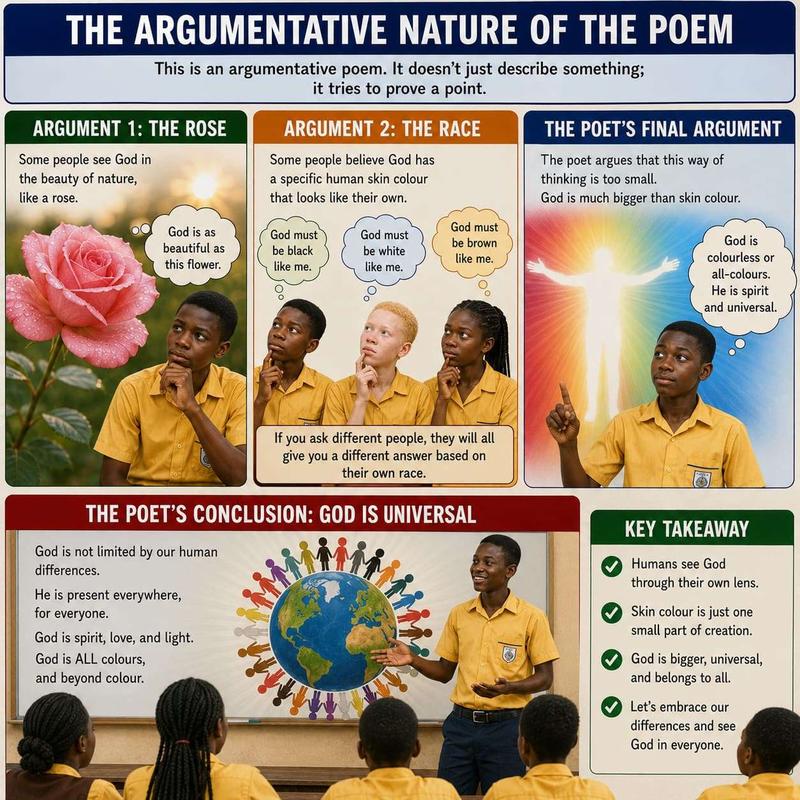 THE ARGUMENTATIVE NATURE OF THE POEM
This is an argumentative poem. It doesn't just describe something;
it tries to prove a point.
ARGUMENT 1: THE ROSE
Some people see God in
the beauty of nature,
like a rose.
God is as
beautiful as
this flower.
ARGUMENT 2: THE RACE
Some people believe God has
a specific human skin colour
that looks like their own.
God must
be black
like me.
God must
be white
like me.
God must
be brown
like me.
If you ask different people, they will all
give you a different answer based on
their own race.
THE POET'S FINAL ARGUMENT
The poet argues that this way of
thinking is too small.
God is much bigger than skin colour.
God is
colourless or
all-colours.
He is spirit
and universal.
THE POET'S CONCLUSION: GOD IS UNIVERSAL
God is not limited by our human
differences.
He is present everywhere,
for everyone.
God is spirit, love, and light.
God is ALL colours,
and beyond colour.
KEY TAKEAWAY
Humans see God
through their own lens.
Skin colour is just one
small part of creation.
God is bigger, universal,
and belongs to all.
Let's embrace our
differences and see
God in everyone.